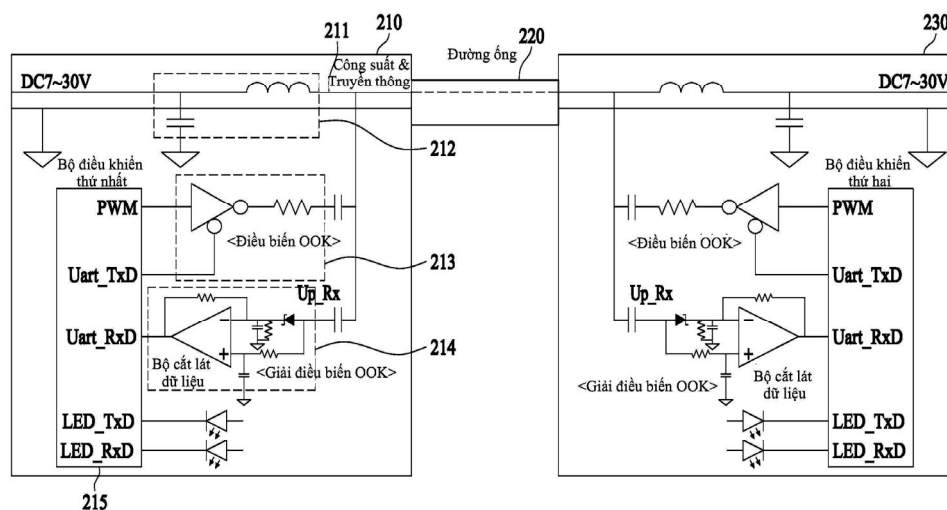 211
210
Công suất &
Truyền thông
DC7~30V
212
Bộ điều khiển
thứ nhất
PWM
<Điều biến OOK>
213
Uart_TxD
Up_Rx
Uart_RxD
214
Bộ cắt lát
dữ liệu
<Giải điều biến OOK>
LED_TxD
LED_RxD
215
Đường ống
220
230
DC7~30V
Bộ điều khiển
thứ hai
PWM
<Điều biến OOK>
Uart_TxD
Up_Rx
Uart_RxD
Bộ cắt lát
dữ liệu
<Giải điều biến OOK>
LED_TxD
LED_RxD